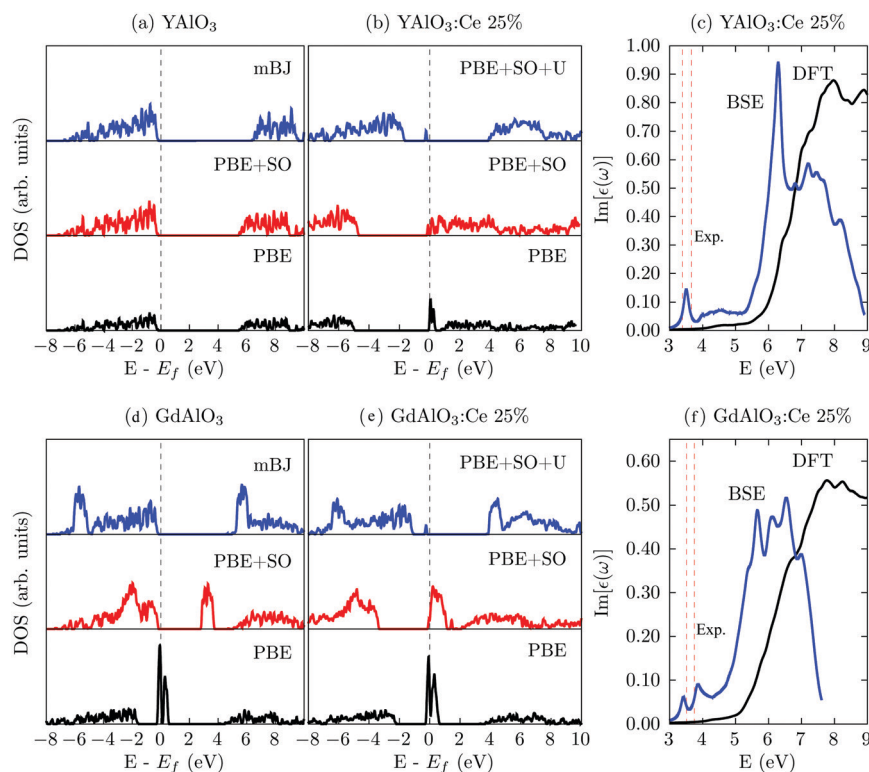 (a) YAlO₃
(b) YAlO₃:Ce 25%
(c) YAlO₃:Ce 25%
mBJ
PBE+SO
PBE
DOS (arb. units)
−8 −6 −4 −2 0 2 4 6 8
E - E_f (eV)
PBE+SO+U
PBE+SO
PBE
−8 −6 −4 −2 0 2 4 6 8 10
E - E_f (eV)
DFT
BSE
Exp.
Im[ϵ(ω)]
1.00
0.90
0.80
0.70
0.60
0.50
0.40
0.30
0.20
0.10
0.00
3 4 5 6 7 8 9
E (eV)
(d) GdAlO₃
(e) GdAlO₃:Ce 25%
(f) GdAlO₃:Ce 25%
mBJ
PBE+SO
PBE
DOS (arb. units)
−8 −6 −4 −2 0 2 4 6 8
E - E_f (eV)
PBE+SO+U
PBE+SO
PBE
−8 −6 −4 −2 0 2 4 6 8 10
E - E_f (eV)
DFT
BSE
Exp.
Im[ϵ(ω)]
0.60
0.50
0.40
0.30
0.20
0.10
0.00
3 4 5 6 7 8 9
E (eV)